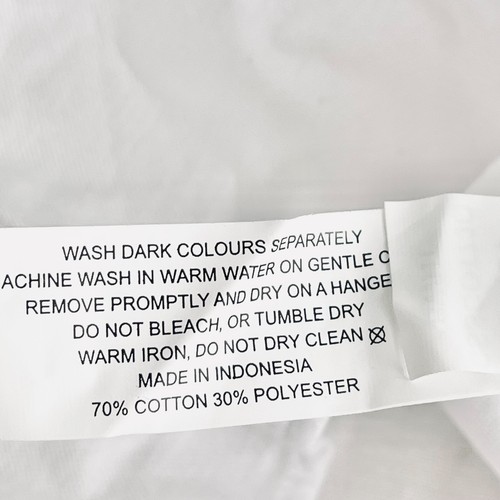 WASH DARK COLOURS SEPARATELY
ACHINE WASH IN WARM WATER ON GENTLE C
REMOVE PROMPTLY AND DRY ON A HANGE
DO NOT BLEACH, OR TUMBLE DRY
WARM IRON, DO NOT DRY CLEAN
MADE IN INDONESIA
70% COTTON 30% POLYESTER